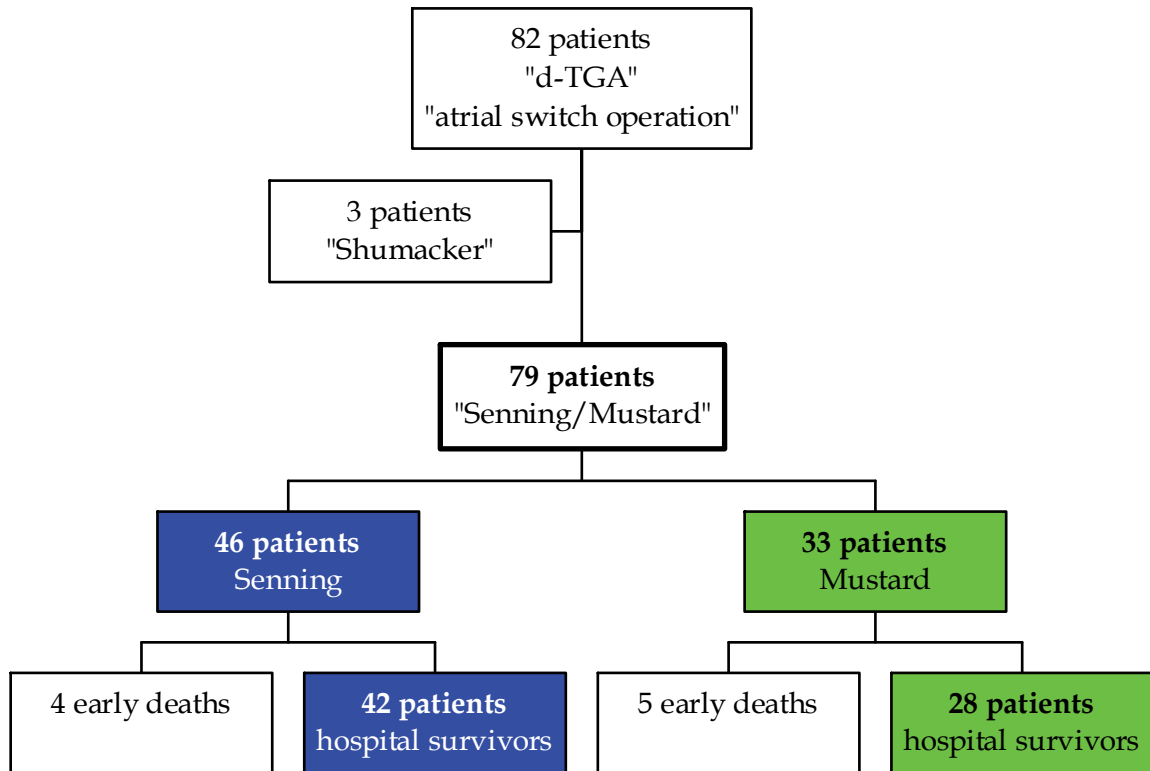 82 patients
"d-TGA"
"atrial switch operation"
3 patients
"Shumacker"
79 patients
"Senning/Mustard"
46 patients
Senning
33 patients
Mustard
4 early deaths
42 patients
hospital survivors
5 early deaths
28 patients
hospital survivors